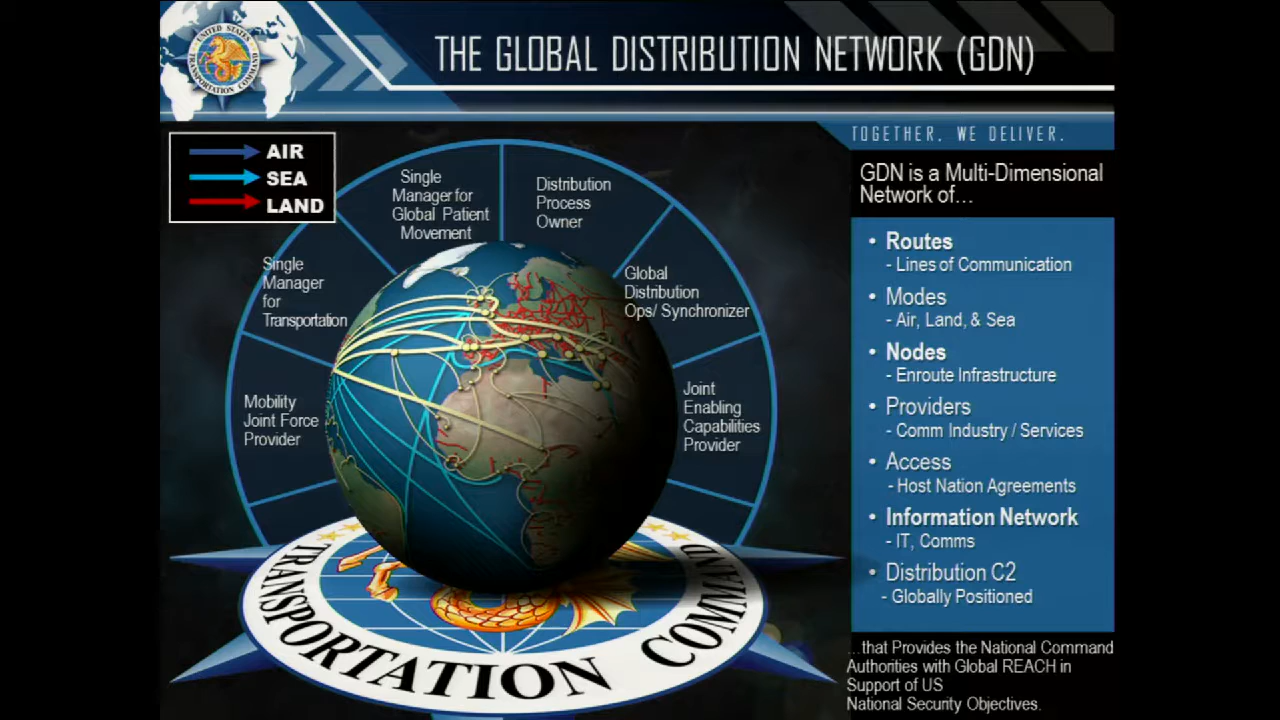 UNITED STATES
TRANSPORTATION COMMAND
THE GLOBAL DISTRIBUTION NETWORK (GDN)
TOGETHER, WE DELIVER.
AIR
SEA
LAND
Single
Manager for
Global Patient
Movement
Distribution
Process
Owner
Single
Manager
for
Transportation
Global
Distribution
Ops/ Synchronizer
Mobility
Joint Force
Provider
Joint
Enabling
Capabilities
Provider
TRANSPORTATION COMMAND
GDN is a Multi-Dimensional
Network of…
• Routes
- Lines of Communication
• Modes
- Air, Land, & Sea
• Nodes
- Enroute Infrastructure
• Providers
- Comm Industry / Services
• Access
- Host Nation Agreements
• Information Network
- IT, Comms
• Distribution C2
- Globally Positioned
…that Provides the National Command
Authorities with Global REACH in
Support of US
National Security Objectives.